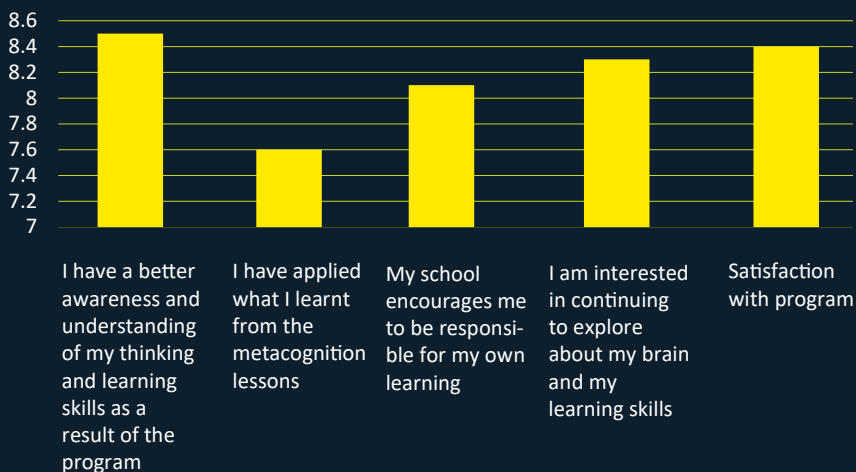 8.6
8.4
8.2
8
7.8
7.6
7.4
7.2
7
I have a better
awareness and
understanding
of my thinking
and learning
skills as a
result of the
program
I have applied
what I learnt
from the
metacognition
lessons
My school
encourages me
to be responsi-
ble for my own
learning
I am interested
in continuing
to explore
about my brain
and my
learning skills
Satisfaction
with program